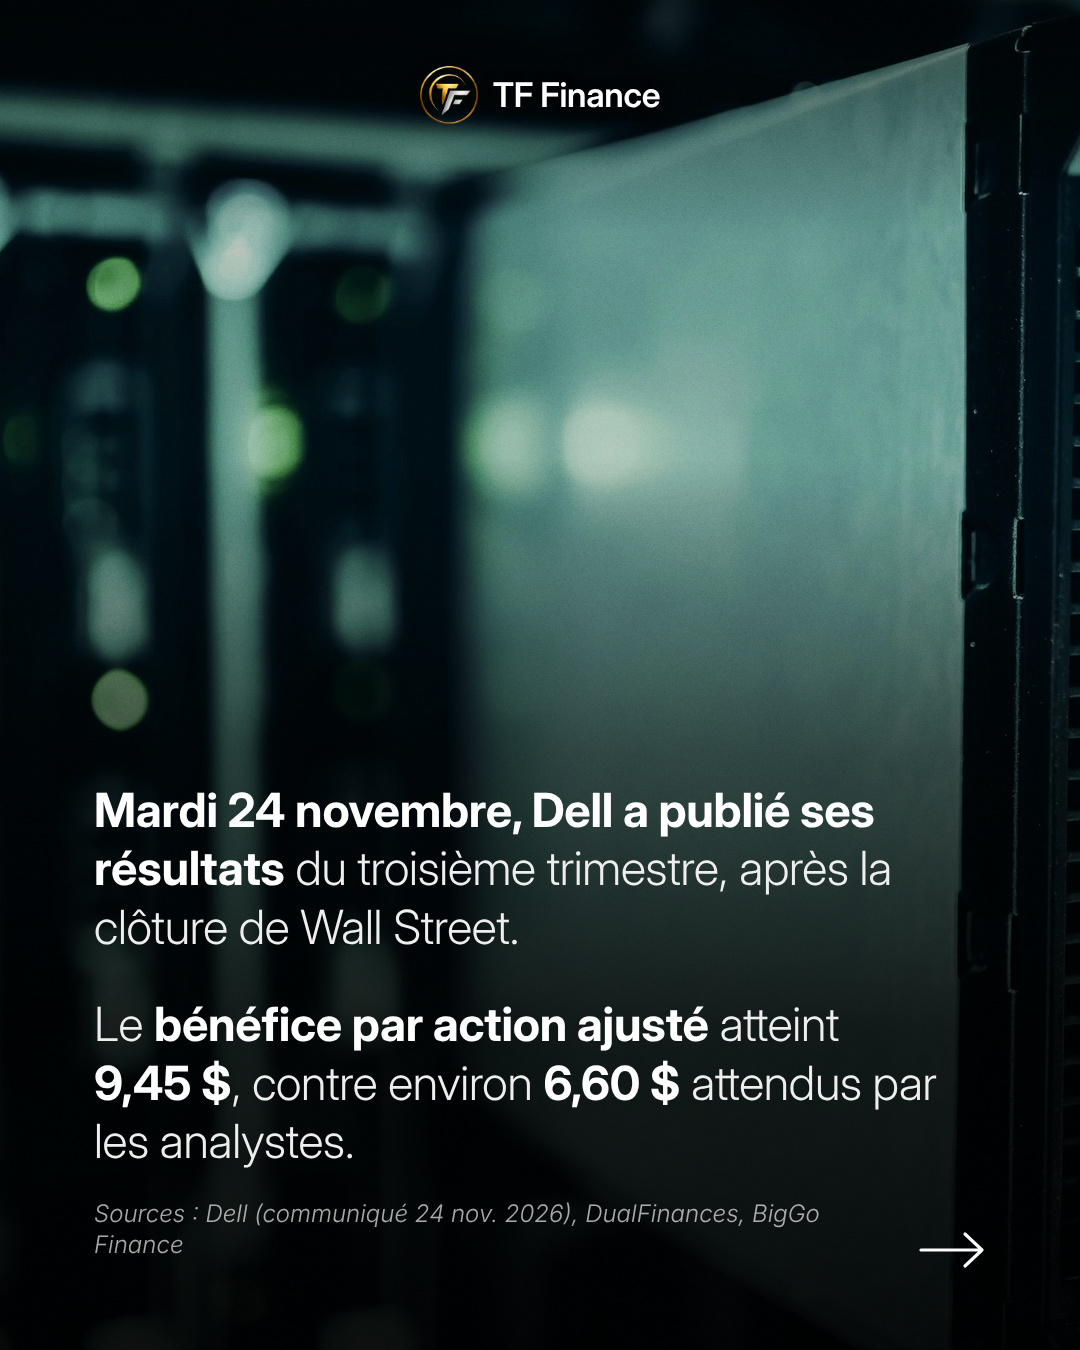 TF Finance
Mardi 24 novembre, Dell a publié ses
résultats du troisième trimestre, après la
clôture de Wall Street.
Le bénéfice par action ajusté atteint
9,45 $, contre environ 6,60 $ attendus par
les analystes.
Sources : Dell (communiqué 24 nov. 2026), DualFinances, BigGo
Finance